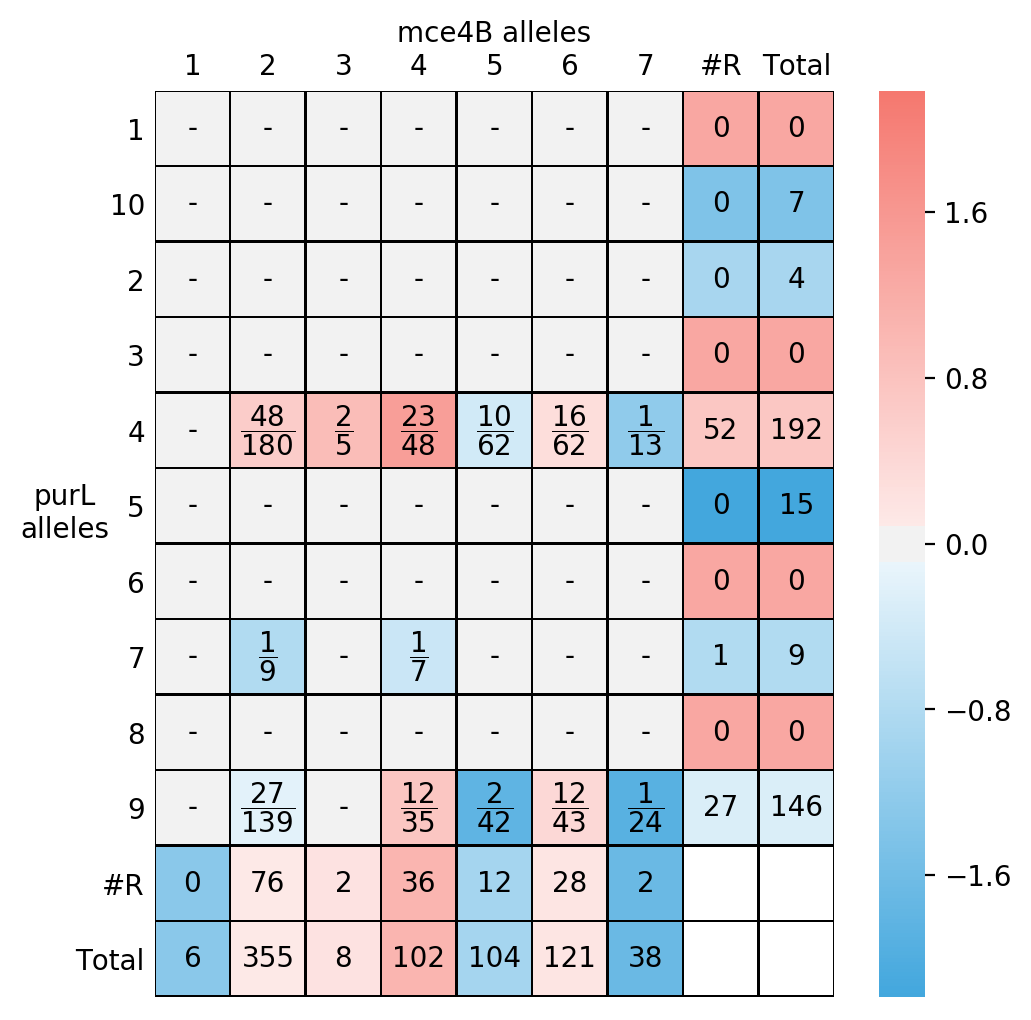 mce4B alleles
1 2 3 4 5 6 7 #R Total
1 - - - - - - - 0 0
10 - - - - - - - 0 7
2 - - - - - - - 0 4
3 - - - - - - - 0 0
4 - 48/180 2/5 23/48 10/62 16/62 1/13 52 192
purL
alleles
5 - - - - - - - 0 15
6 - - - - - - - 0 0
7 - 1/9 - 1/7 - - - 1 9
8 - - - - - - - 0 0
9 - 27/139 - 12/35 2/42 12/43 1/24 27 146
#R 0 76 2 36 12 28 2
Total 6 355 8 102 104 121 38
1.6
0.8
0.0
−0.8
−1.6